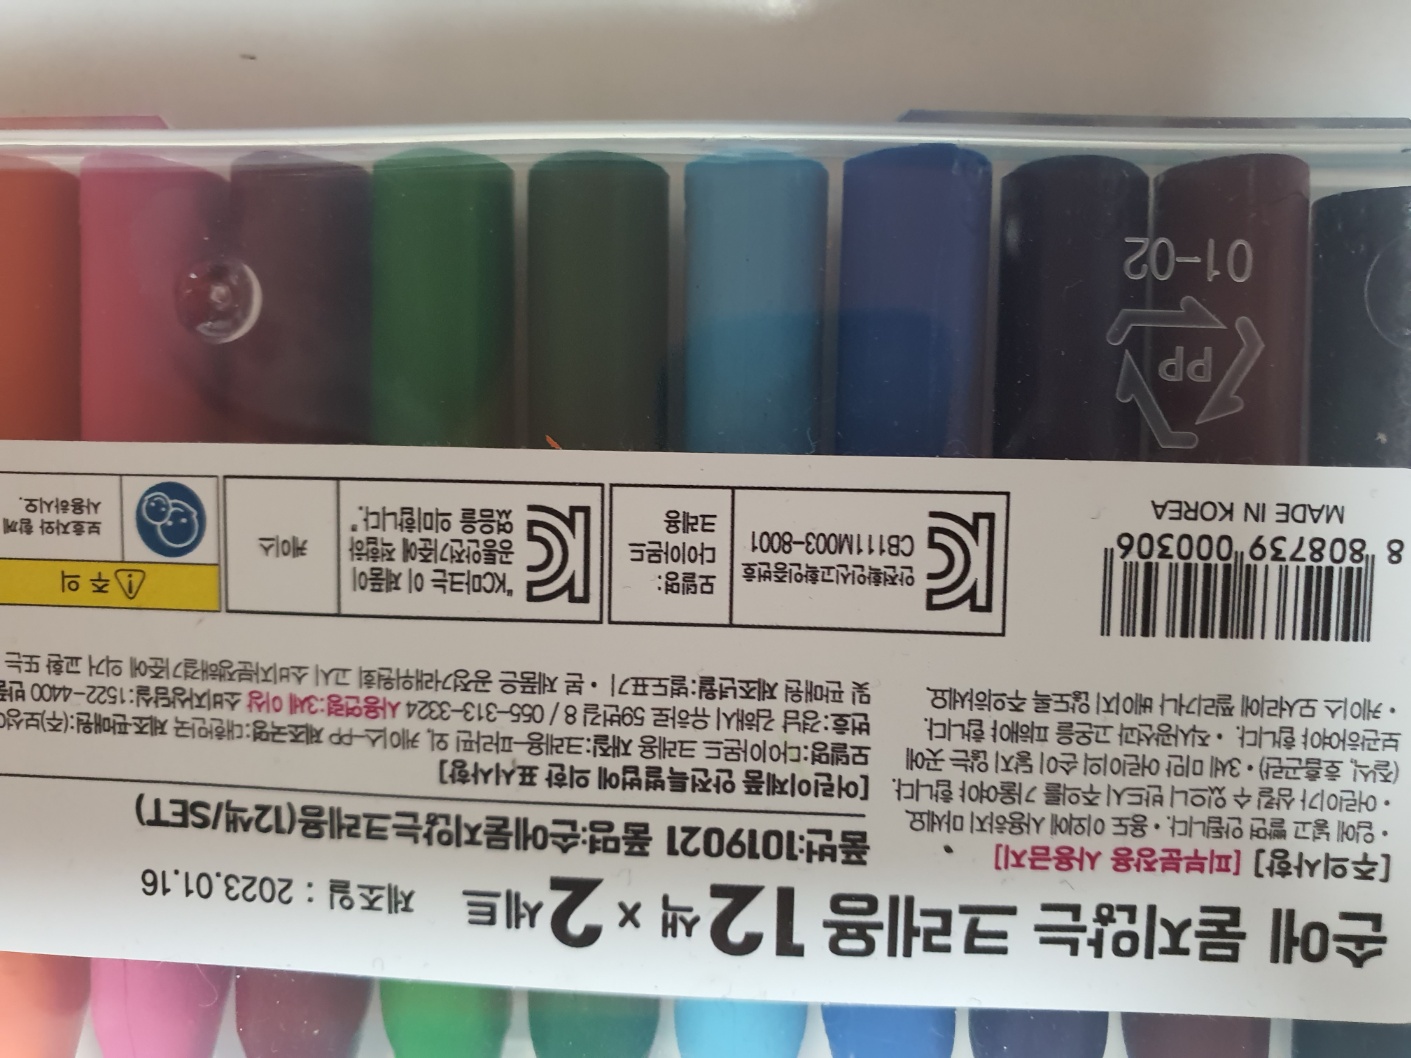 손에 묻지않는 크레용 12색 × 2세트
제조일 : 2023.01.16
[주의사항] [피부분장용 사용금지]
• 입에 넣고 빨면 안됩니다. • 용도 이외에 사용하지 마세요
• 어린이가 삼킬 수 있으니 반드시 주의를 기울여야 합니다.
(질식, 호흡곤란) • 3세 미만 어린이의 손이 닿지 않는 곳에
보관하여야 합니다. • 직사광선과 고온을 피해야 합니다.
• 케이스 모서리에 찔리거나 베이지 않도록 주의하세요.
품번:1019021 품명:손에묻지않는크레용(12색/SET)
[어린이제품 안전특별법에 의한 표시사항]
모델명:다이아몬드 크레용 재질:크레용-파라핀 외, 케이스-PP 제조국명:대한민국 제조판매원:(주)보성
번호:경남 김해시 유하로 59번길 8 / 055-313-3324 사용연령:3세 이상 소비자상담실:1522-4400
및 판매원 제조년월:별도표기 • 본 제품은 공정거래위원회 고시 소비자분쟁해결기준에 의거 교환 또는
8 808739 000306
MADE IN KOREA
안전확인신고확인증번호
CB111M003-8001
모델명:
다이아몬드
크레용
"KC마크는 이 제품이
공통안전기준에 적합하
였음을 의미합니다."
케이스
주 의
보호자와 함께
사용하시오.
PP
01-02